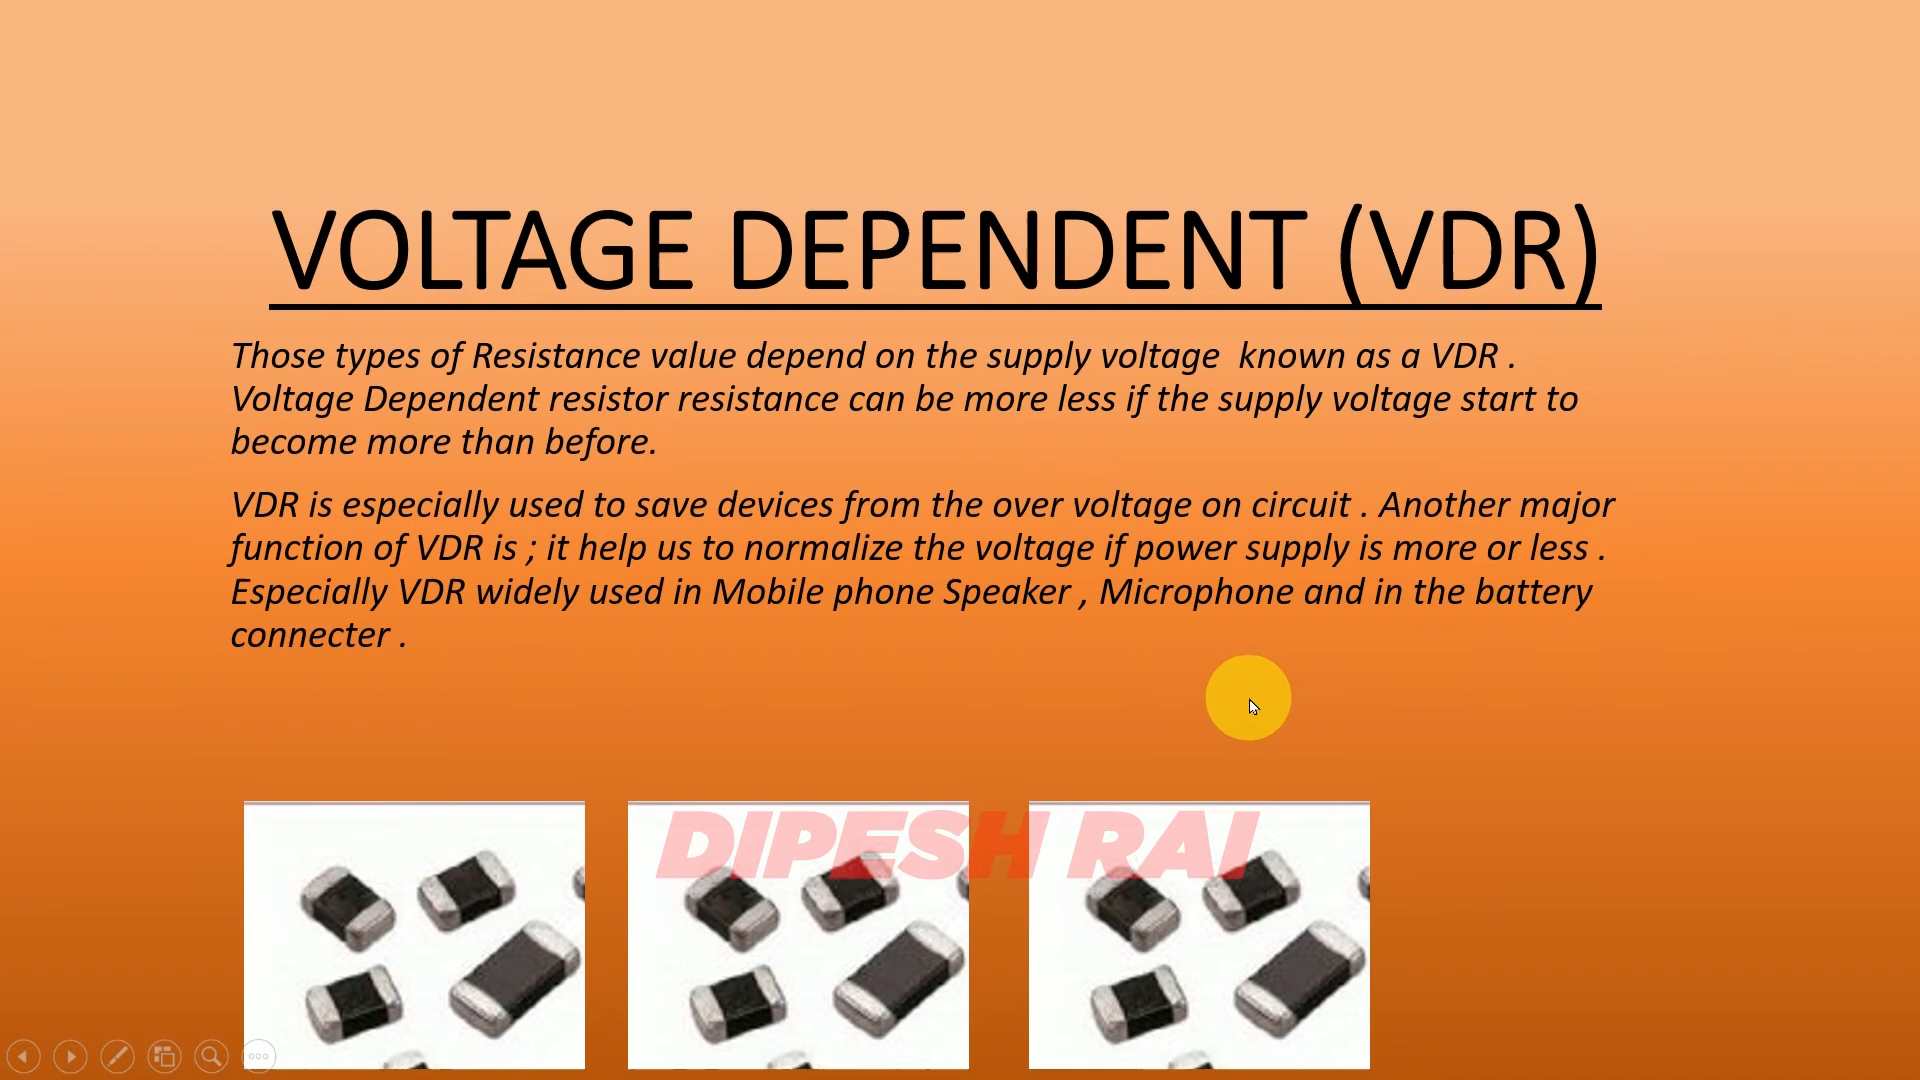 VOLTAGE DEPENDENT (VDR)
Those types of Resistance value depend on the supply voltage  known as a VDR .
Voltage Dependent resistor resistance can be more less if the supply voltage start to
become more than before.
VDR is especially used to save devices from the over voltage on circuit . Another major
function of VDR is ; it help us to normalize the voltage if power supply is more or less .
Especially VDR widely used in Mobile phone Speaker , Microphone and in the battery
connecter .
DIPESH RAI